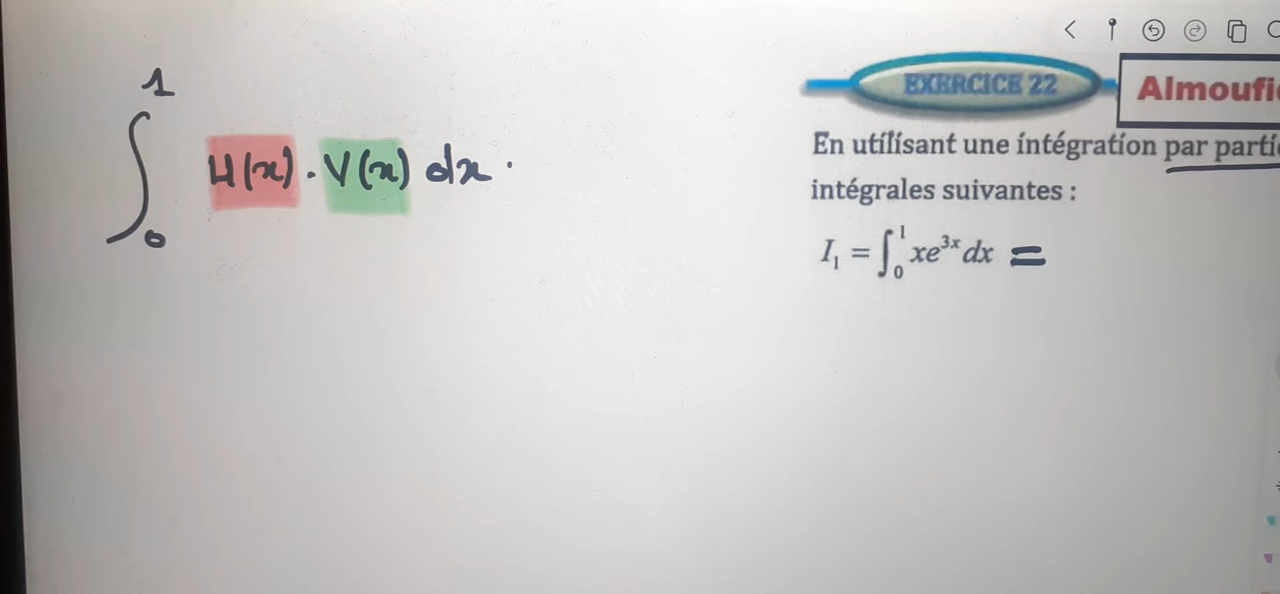 ∫₀¹ U(x) . V(x) dx .
EXERCICE 22
Almoufi
En utilisant une intégration par parti
intégrales suivantes :
I₁ = ∫₀¹ xe³ˣ dx =